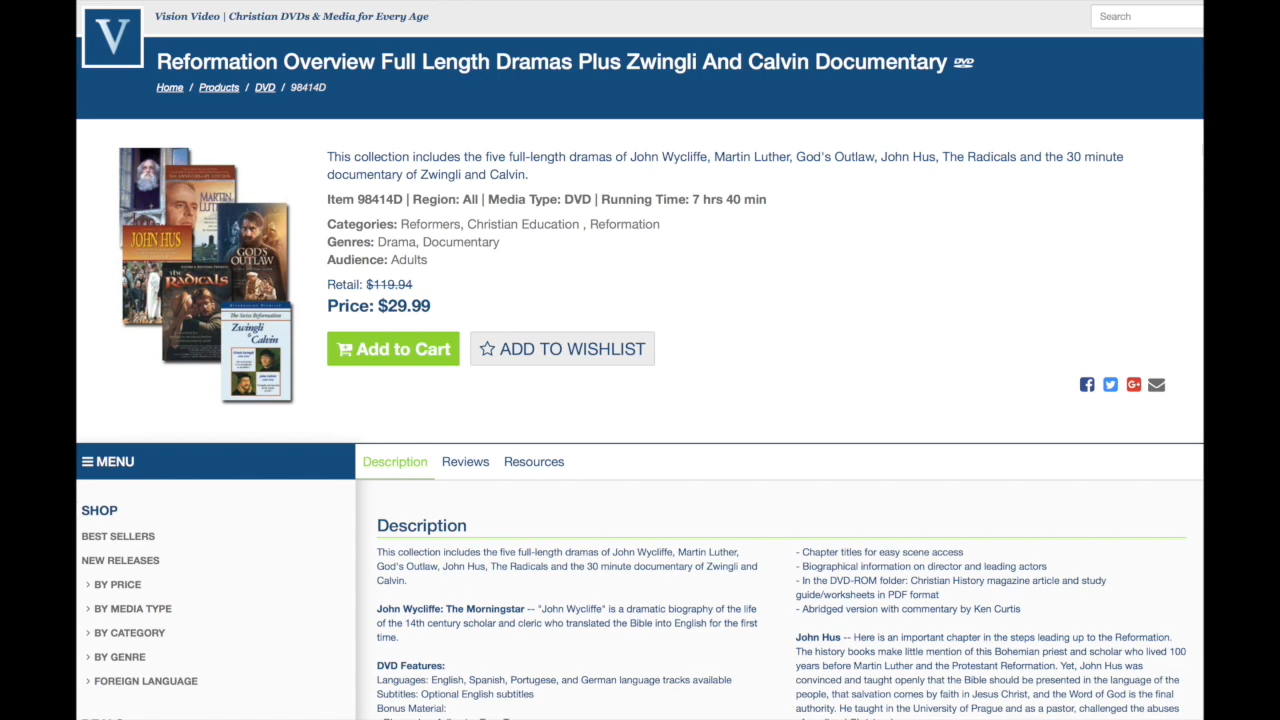 V
Vision Video | Christian DVDs & Media for Every Age
Search
Reformation Overview Full Length Dramas Plus Zwingli And Calvin Documentary DVD
Home / Products / DVD / 98414D
JOHN HUS
MARTIN
GOD'S
OUTLAW
The
RADICALS
The Swiss Reformation
Zwingli
& Calvin
This collection includes the five full-length dramas of John Wycliffe, Martin Luther, God's Outlaw, John Hus, The Radicals and the 30 minute
documentary of Zwingli and Calvin.
Item 98414D | Region: All | Media Type: DVD | Running Time: 7 hrs 40 min
Categories: Reformers, Christian Education , Reformation
Genres: Drama, Documentary
Audience: Adults
Retail: $119.94
Price: $29.99
Add to Cart
ADD TO WISHLIST
MENU
SHOP
BEST SELLERS
NEW RELEASES
> BY PRICE
> BY MEDIA TYPE
> BY CATEGORY
> BY GENRE
> FOREIGN LANGUAGE
Description Reviews Resources
Description
This collection includes the five full-length dramas of John Wycliffe, Martin Luther,
God's Outlaw, John Hus, The Radicals and the 30 minute documentary of Zwingli and
Calvin.
John Wycliffe: The Morningstar -- "John Wycliffe" is a dramatic biography of the life
of the 14th century scholar and cleric who translated the Bible into English for the first
time.
DVD Features:
Languages: English, Spanish, Portugese, and German language tracks available
Subtitles: Optional English subtitles
Bonus Material:
- Chapter titles for easy scene access
- Biographical information on director and leading actors
- In the DVD-ROM folder: Christian History magazine article and study
guide/worksheets in PDF format
- Abridged version with commentary by Ken Curtis
John Hus -- Here is an important chapter in the steps leading up to the Reformation.
The history books make little mention of this Bohemian priest and scholar who lived 100
years before Martin Luther and the Protestant Reformation. Yet, John Hus was
convinced and taught openly that the Bible should be presented in the language of the
people, that salvation comes by faith in Jesus Christ, and the Word of God is the final
authority. He taught in the University of Prague and as a pastor, challenged the abuses